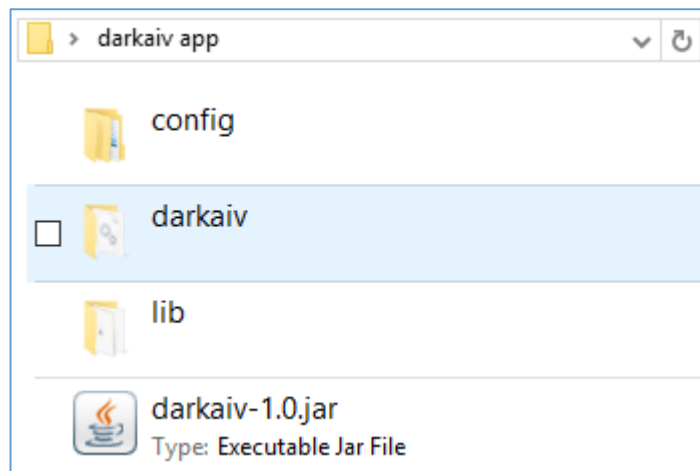 darkaiv app
config
darkaiv
lib
darkaiv-1.0.jar
Type: Executable Jar File